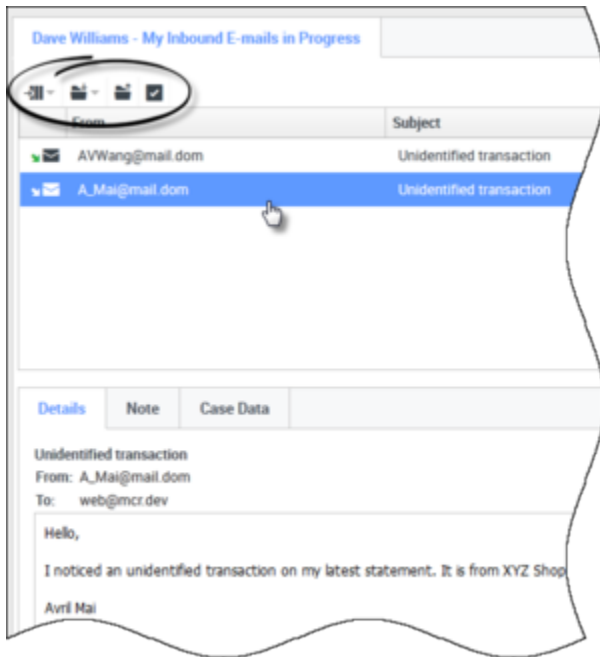 Dave Williams - My Inbound E-mails in Progress
From Subject
AVWang@mail.dom Unidentified transaction
A_Mai@mail.dom Unidentified transaction
Details Note Case Data
Unidentified transaction
From: A_Mai@mail.dom
To: web@mcr.dev
Hello,
I noticed an unidentified transaction on my latest statement. It is from XYZ Shop
Avril Mai